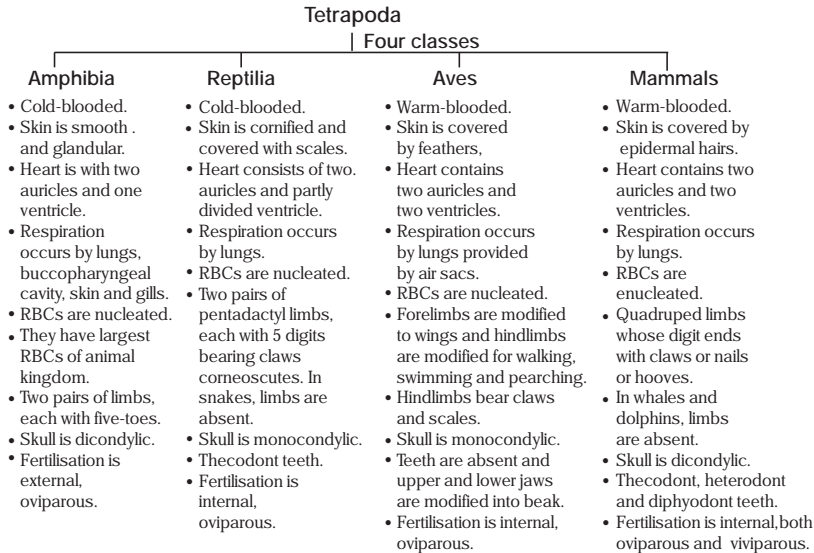 Tetrapoda
| Four classes
Amphibia
• Cold-blooded.
• Skin is smooth .
and glandular.
• Heart is with two
auricles and one
ventricle.
• Respiration
occurs by lungs,
buccopharyngeal
cavity, skin and gills.
• RBCs are nucleated.
• They have largest
RBCs of animal
kingdom.
• Two pairs of limbs,
each with five-toes.
• Skull is dicondylic.
• Fertilisation is
external,
oviparous.
Reptilia
• Cold-blooded.
• Skin is cornified and
covered with scales.
• Heart consists of two.
auricles and partly
divided ventricle.
• Respiration occurs
by lungs.
• RBCs are nucleated.
• Two pairs of
pentadactyl limbs,
each with 5 digits
bearing claws
corneoscutes. In
snakes, limbs are
absent.
• Skull is monocondylic.
• Thecodont teeth.
• Fertilisation is
internal,
oviparous.
Aves
• Warm-blooded.
• Skin is covered
by feathers,
• Heart contains
two auricles and
two ventricles.
• Respiration occurs
by lungs provided
by air sacs.
• RBCs are nucleated.
• Forelimbs are modified
to wings and hindlimbs
are modified for walking,
swimming and pearching.
• Hindlimbs bear claws
and scales.
• Skull is monocondylic.
• Teeth are absent and
upper and lower jaws
are modified into beak.
• Fertilisation is internal,
oviparous.
Mammals
• Warm-blooded.
• Skin is covered by
epidermal hairs.
• Heart contains two
auricles and two
ventricles.
• Respiration occurs
by lungs.
• RBCs are
enucleated.
• Quadruped limbs
whose digit ends
with claws or nails
or hooves.
• In whales and
dolphins, limbs
are absent.
• Skull is dicondylic.
• Thecodont, heterodont
and diphyodont teeth.
• Fertilisation is internal,both
oviparous and viviparous.